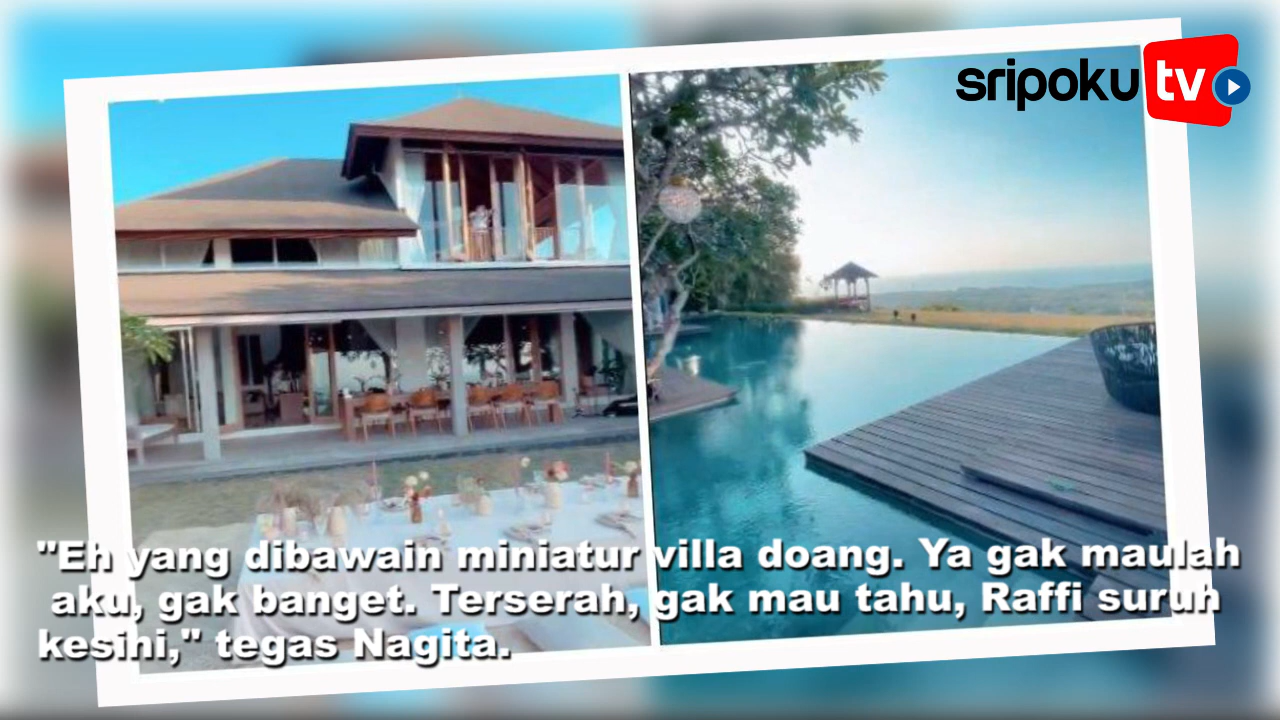 sripoku tv
"Eh yang dibawain miniatur villa doang. Ya gak maulah
aku, gak banget. Terserah, gak mau tahu, Raffi suruh
kesini," tegas Nagita.